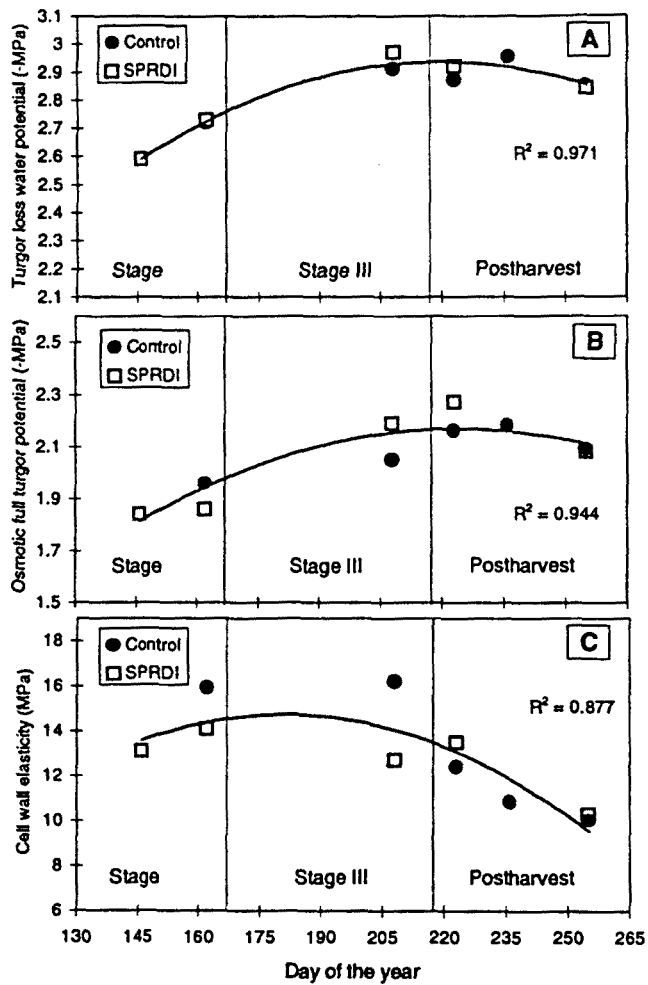 Turgor loss water potential (-MPa)
3.1
3
2.9
2.8
2.7
2.6
2.5
2.4
2.3
2.2
2.1
Control
SPRDI
A
R² = 0.971
Stage
Stage III
Postharvest
Osmotic full turgor potential (-MPa)
2.5
2.3
2.1
1.9
1.7
1.5
Control
SPRDI
B
R² = 0.944
Stage
Stage III
Postharvest
Cell wall elasticity (MPa)
18
16
14
12
10
8
6
Control
SPRDI
C
R² = 0.877
Stage
Stage III
Postharvest
130 145 160 175 190 205 220 235 250 265
Day of the year